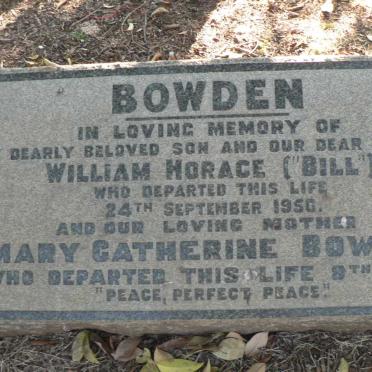 BOWDEN
IN LOVING MEMORY OF
DEARLY BELOVED SON AND OUR DEAR
WILLIAM HORACE ("BILL")
WHO DEPARTED THIS LIFE
24TH SEPTEMBER 1950.
AND OUR LOVING MOTHER
MARY CATHERINE BOW
WHO DEPARTED THIS LIFE 9TH
"PEACE, PERFECT PEACE."